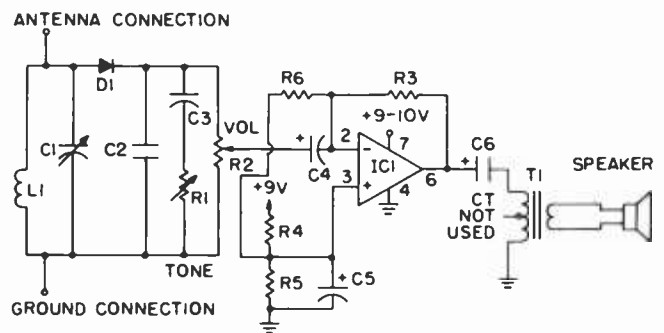 ANTENNA CONNECTION
D1
R6
R3
+9-10V
C3
VOL
+
2
-
7
C6
+
SPEAKER
C1
C2
R2
C4
IC1
6
T1
L1
R1
3
+
4
+9V
CT
NOT
USED
R4
TONE
R5
+
C5
GROUND CONNECTION